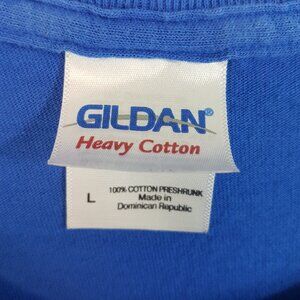 GILDAN®
Heavy Cotton
L
100% COTTON PRESHRUNK
Made in
Dominican Republic